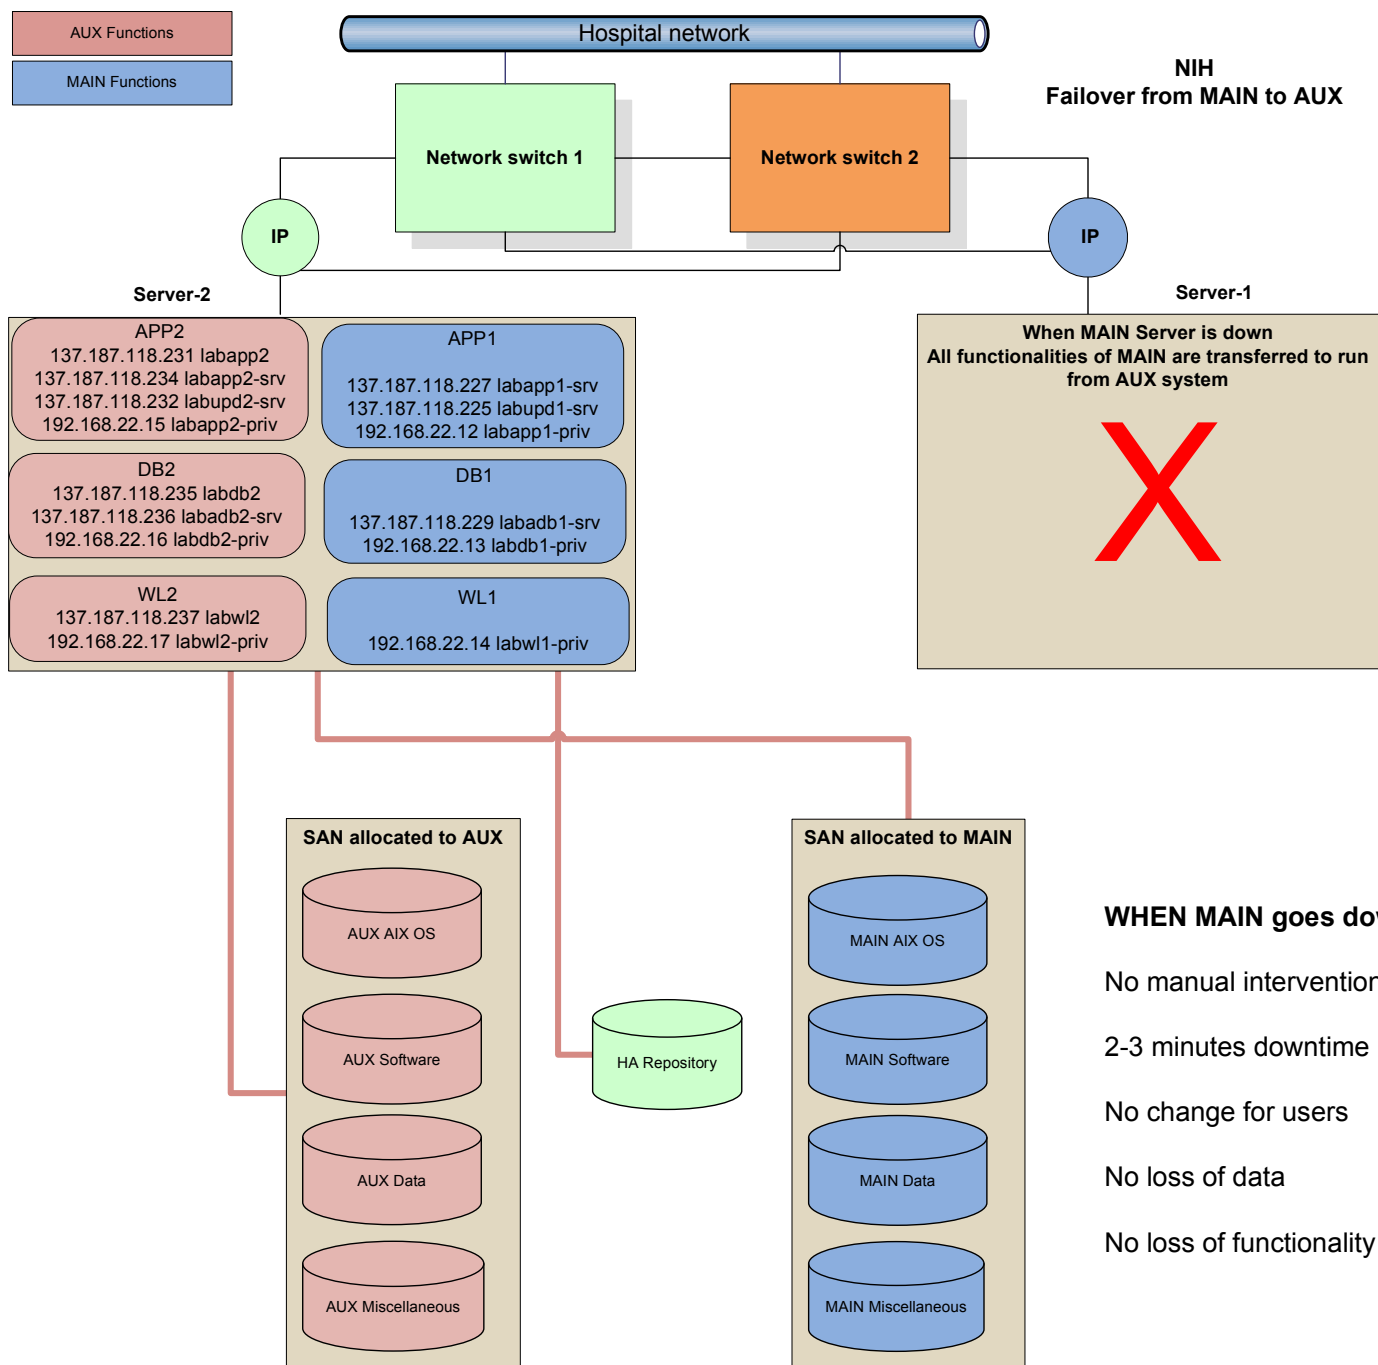 AUX Functions
MAIN Functions
Hospital network
NIH
Failover from MAIN to AUX
Network switch 1
Network switch 2
IP
IP
Server-2
Server-1
APP2
137.187.118.231 labapp2
137.187.118.234 labapp2-srv
137.187.118.232 labupd2-srv
192.168.22.15 labapp2-priv
APP1
137.187.118.227 labapp1-srv
137.187.118.225 labupd1-srv
192.168.22.12 labapp1-priv
DB2
137.187.118.235 labdb2
137.187.118.236 labadb2-srv
192.168.22.16 labdb2-priv
DB1
137.187.118.229 labadb1-srv
192.168.22.13 labdb1-priv
WL2
137.187.118.237 labwl2
192.168.22.17 labwl2-priv
WL1
192.168.22.14 labwl1-priv
When MAIN Server is down
All functionalities of MAIN are transferred to run
from AUX system
X
SAN allocated to AUX
AUX AIX OS
AUX Software
AUX Data
AUX Miscellaneous
HA Repository
SAN allocated to MAIN
MAIN AIX OS
MAIN Software
MAIN Data
MAIN Miscellaneous
WHEN MAIN goes
No manual intervention
2-3 minutes downtime
No change for users
No loss of data
No loss of functionality